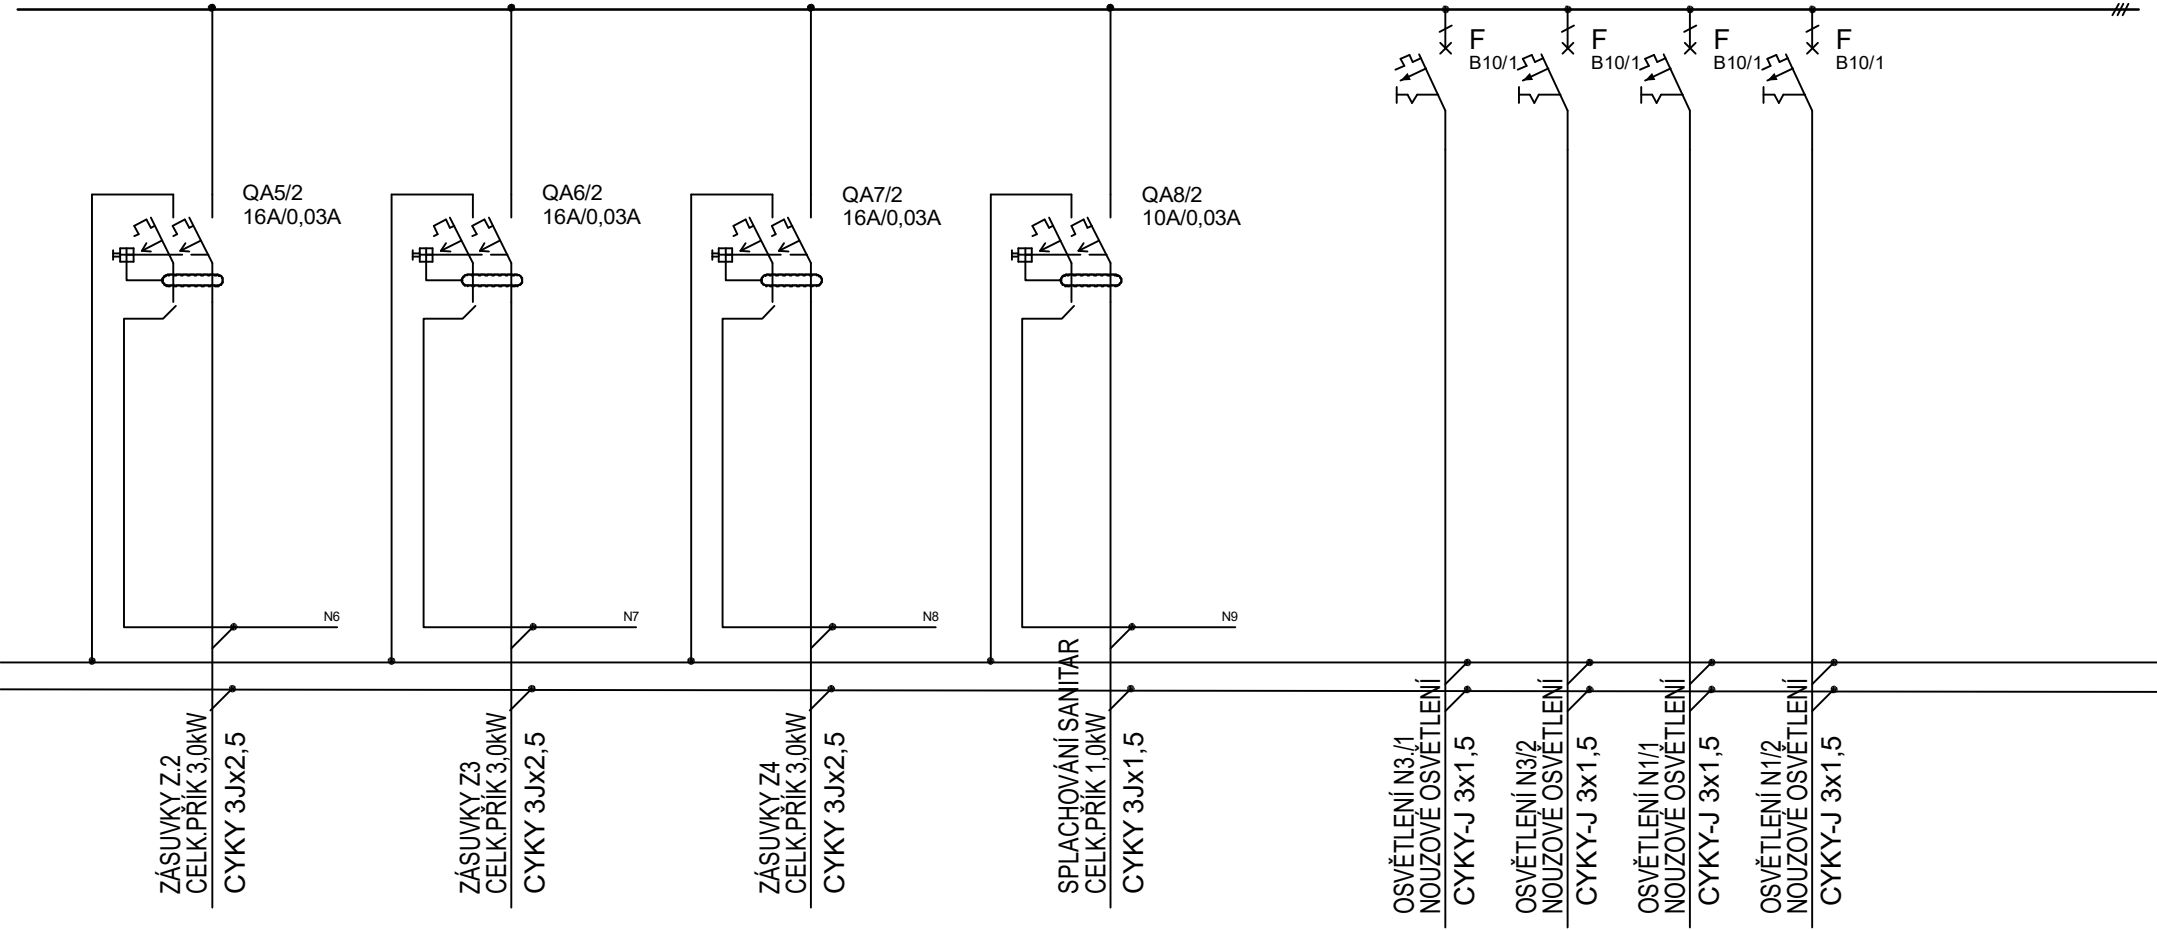 F
B10/1
F
B10/1
F
B10/1
F
B10/1
QA5/2
16A/0,03A
QA6/2
16A/0,03A
QA7/2
16A/0,03A
QA8/2
10A/0,03A
N6
N7
N8
N9
ZÁSUVKY Z.2
CELK.PŘÍK 3,0kW
CYKY 3Jx2,5
ZÁSUVKY Z3
CELK.PŘÍK 3,0kW
CYKY 3Jx2,5
ZÁSUVKY Z4
CELK.PŘÍK 3,0kW
CYKY 3Jx2,5
SPLACHOVÁNÍ SANITAR
CELK.PŘÍK 1,0kW
CYKY 3Jx1,5
OSVĚTLENÍ N3./1
NOUZOVÉ OSVĚTLENÍ
CYKY-J 3x1,5
OSVĚTLENÍ N3/2
NOUZOVÉ OSVĚTLENÍ
CYKY-J 3x1,5
OSVĚTLENÍ N1/1
NOUZOVÉ OSVĚTLENÍ
CYKY-J 3x1,5
OSVĚTLENÍ N1/2
NOUZOVÉ OSVĚTLENÍ
CYKY-J 3x1,5